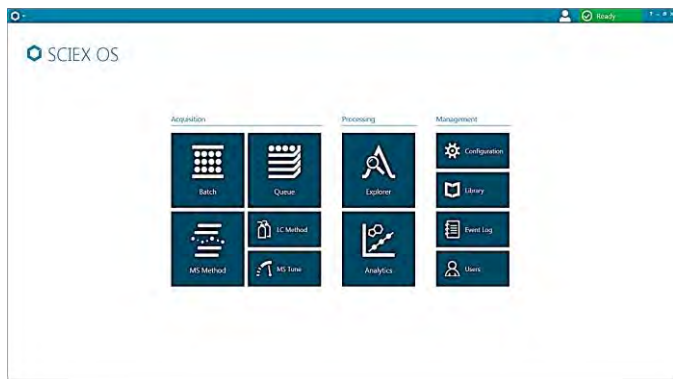 Ready
SCIEX OS
Acquisition
Processing
Management
Batch
Queue
Explorer
Configuration
Library
MS Method
LC Method
MS Tune
Analytics
Event Log
Users